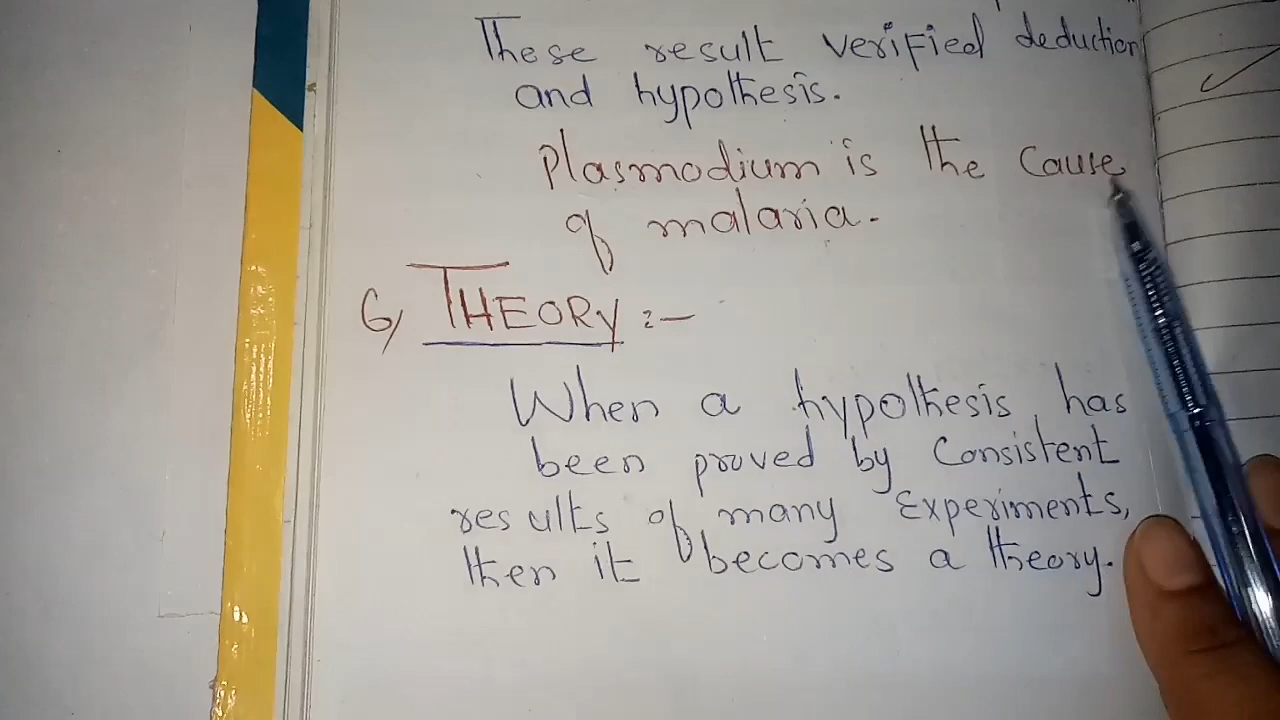 These result verified deduction
and hypothesis.
Plasmodium is the cause
of malaria.
6) THEORY :-
When a hypothesis has
been proved by Consistent
results of many Experiments,
then it becomes a theory.